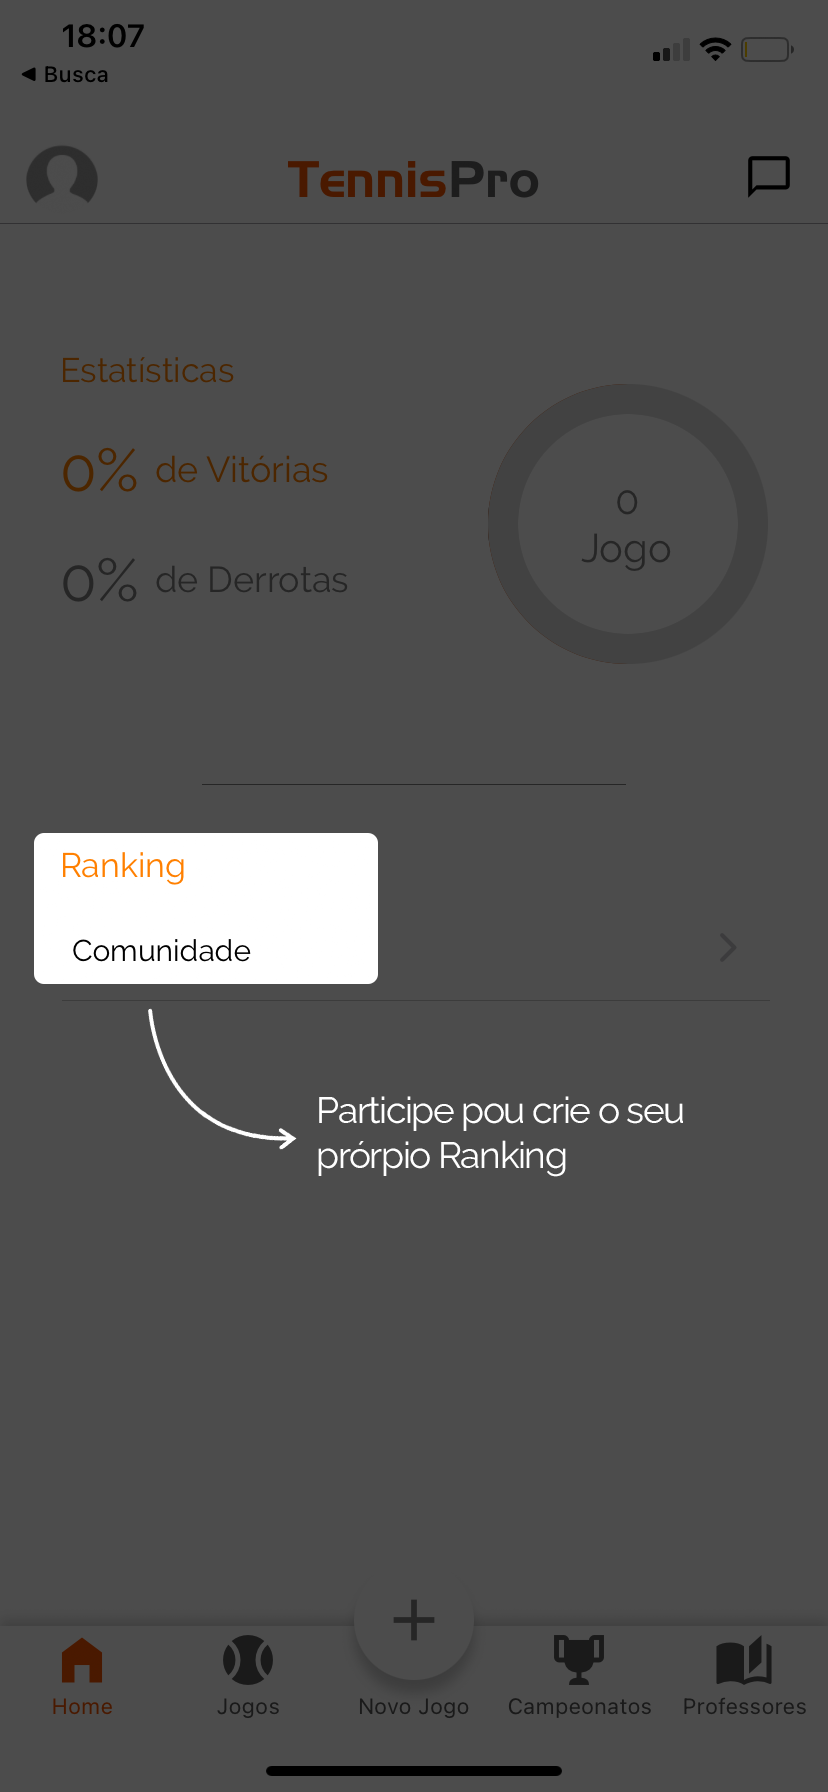 18:07
◀ Busca
TennisPro
Estatísticas
0% de Vitórias
0% de Derrotas
0
Jogo
Ranking
Comunidade
Participe pou crie o seu
prórpio Ranking
Home
Jogos
Novo Jogo
Campeonatos
Professores